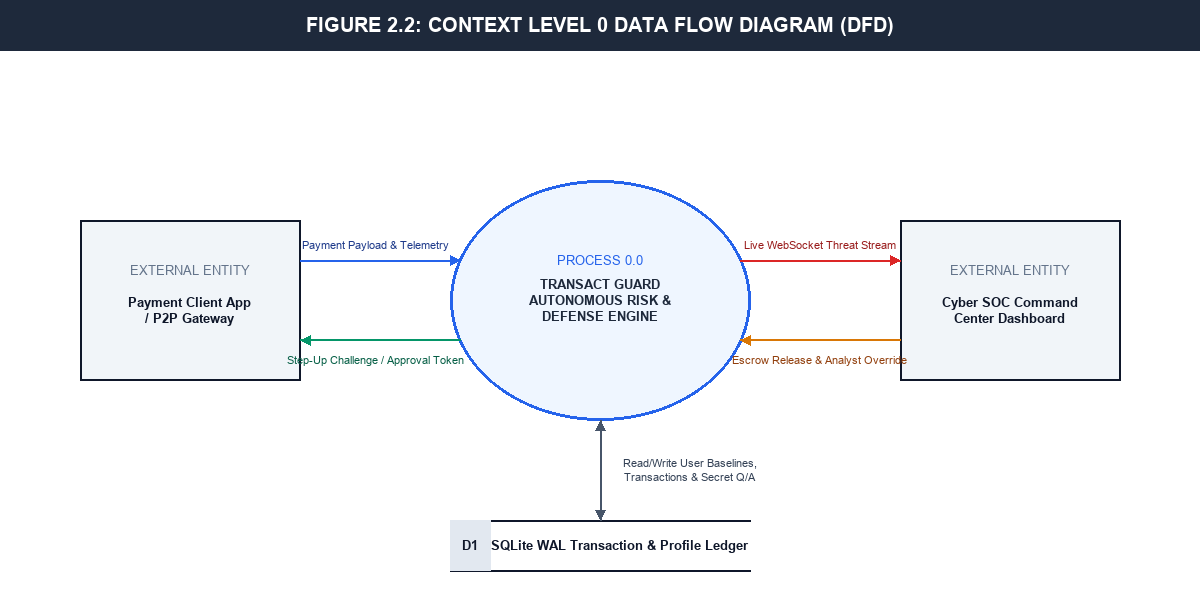 FIGURE 2.2: CONTEXT LEVEL 0 DATA FLOW DIAGRAM (DFD)
EXTERNAL ENTITY
Payment Client App
/ P2P Gateway
Payment Payload & Telemetry
Step-Up Challenge / Approval Token
PROCESS 0.0
TRANSACT GUARD
AUTONOMOUS RISK &
DEFENSE ENGINE
Live WebSocket Threat Stream
Escrow Release & Analyst Override
EXTERNAL ENTITY
Cyber SOC Command
Center Dashboard
Read/Write User Baselines,
Transactions & Secret Q/A
D1 SQLite WAL Transaction & Profile Ledger